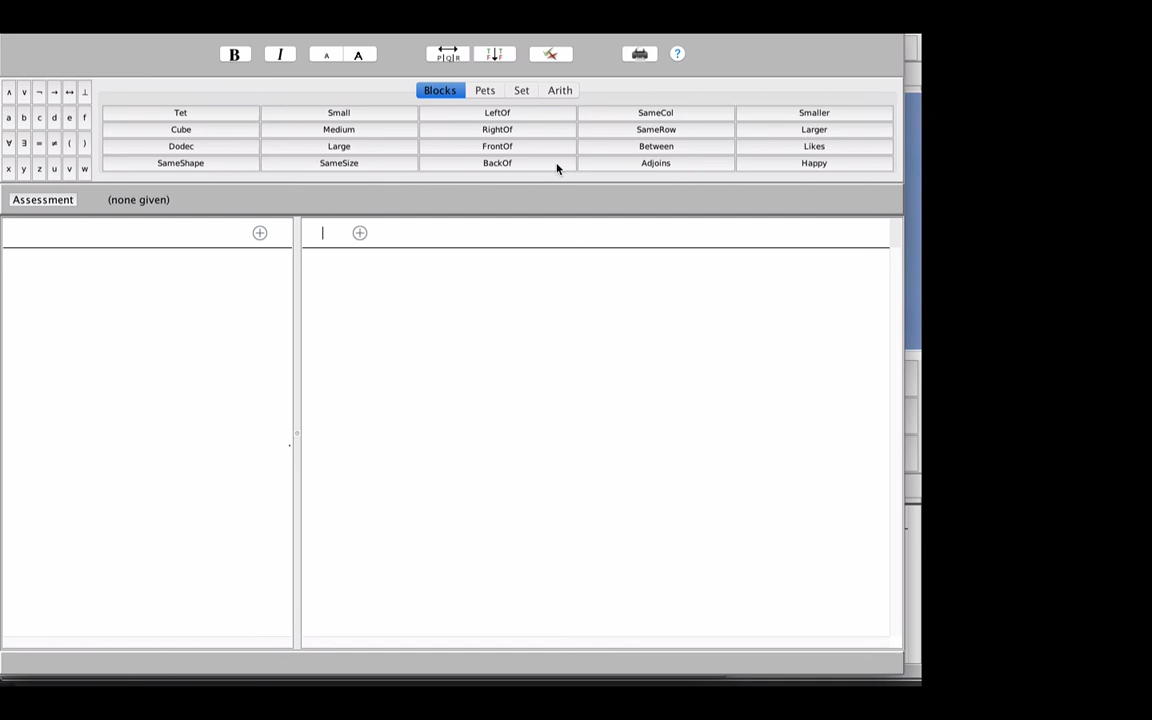 B I A A P|Q|R T T F F ?
Blocks Pets Set Arith
∧ ∨ ¬ → ↔ ⊥
a b c d e f
∀ ∃ = ≠ ( )
x y z u v w
Tet Small LeftOf SameCol Smaller
Cube Medium RightOf SameRow Larger
Dodec Large FrontOf Between Likes
SameShape SameSize BackOf Adjoins Happy
Assessment (none given)